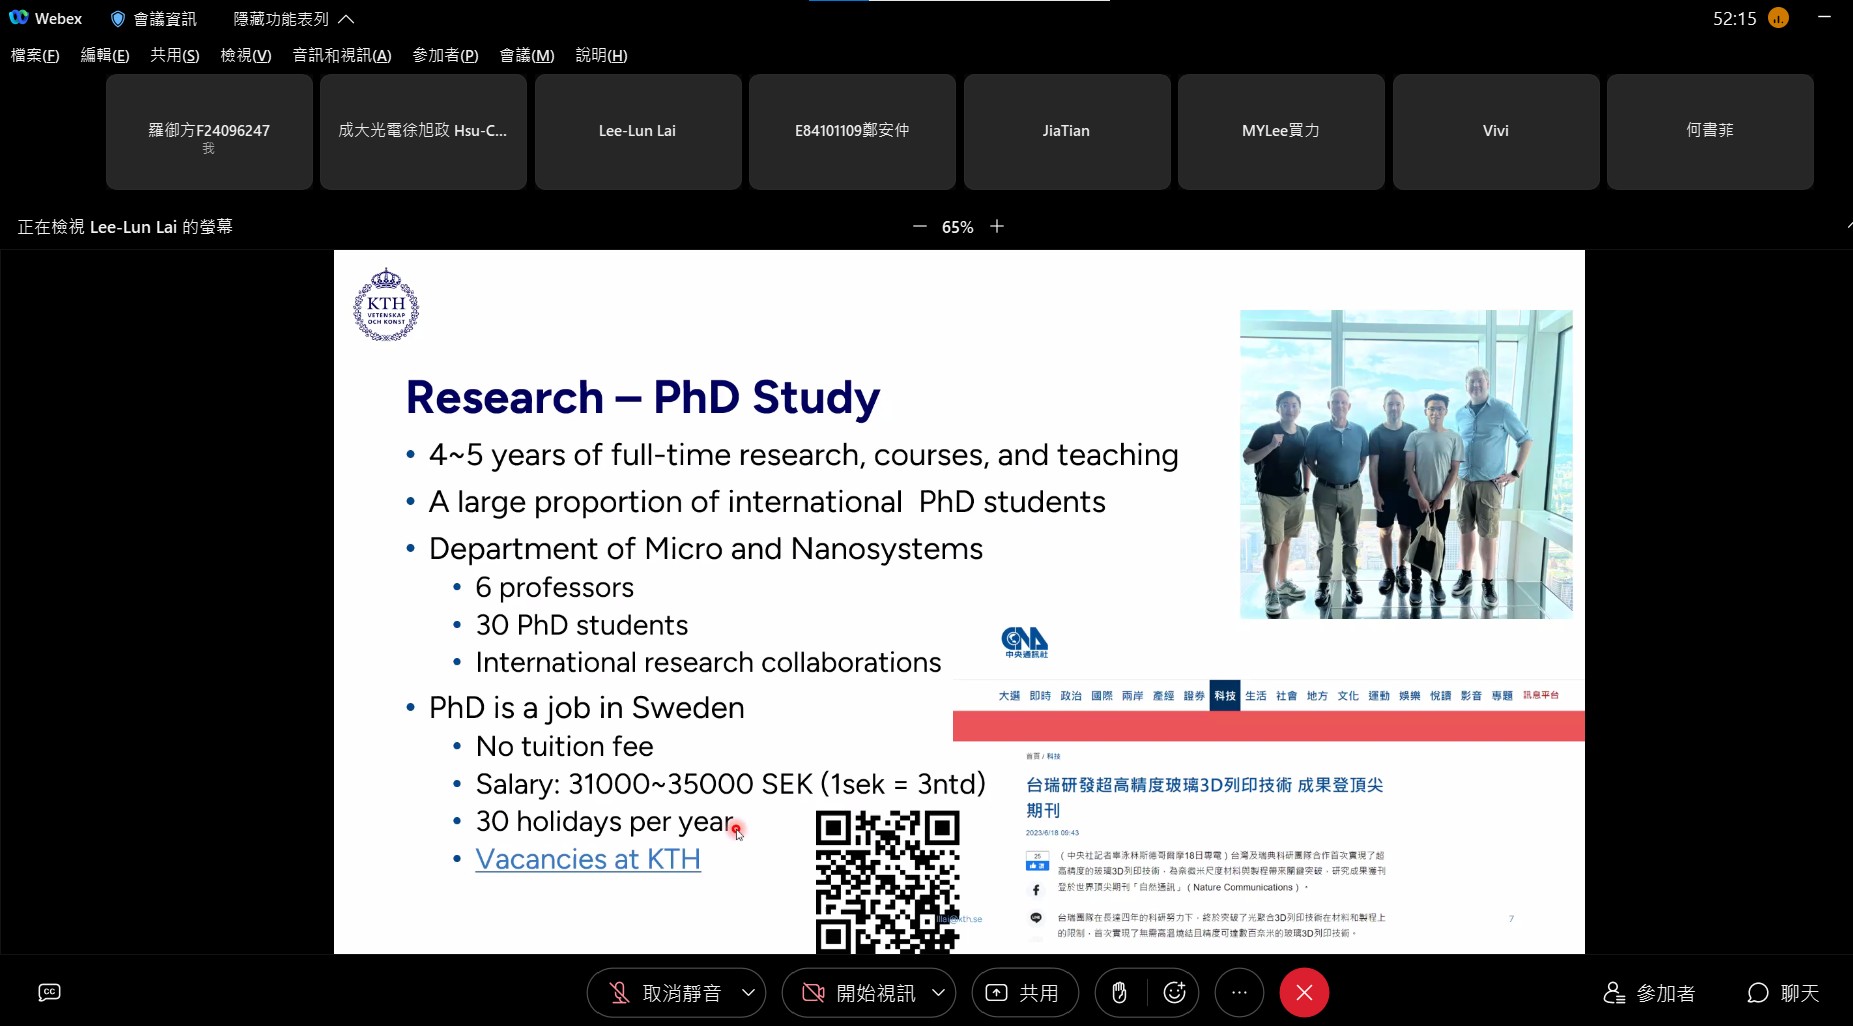 Webex 會議資訊 隱藏功能表列 52:15
檔案(F) 編輯(E) 共用(S) 檢視(V) 音訊和視訊(A) 參加者(P) 會議(M) 說明(H)
羅御方F24096247
我
成大光電徐旭政 Hsu-C...
Lee-Lun Lai
E84101109鄭安仲
JiaTian
MYLee買力
Vivi
何書菲
正在檢視 Lee-Lun Lai 的螢幕
65%
KTH
VETENSKAP
OCH KONST
Research – PhD Study
• 4~5 years of full-time research, courses, and teaching
• A large proportion of international  PhD students
• Department of Micro and Nanosystems
• 6 professors
• 30 PhD students
• International research collaborations
• PhD is a job in Sweden
• No tuition fee
• Salary: 31000~35000 SEK (1sek = 3ntd)
• 30 holidays per year
• Vacancies at KTH
CNA
中央通訊社
大選 即時 政治 國際 兩岸 產經 證券 科技 生活 社會 地方 文化 運動 娛樂 悅讀 影音 專題 訊息平台
首頁 / 科技
台瑞研發超高精度玻璃3D列印技術 成果登頂尖
期刊
2023/6/18 09:43
25
讚
（中央社記者辜泳秝斯德哥爾摩18日專電）台灣及瑞典科研團隊合作首次實現了超
高精度的玻璃3D列印技術，為奈微米尺度材料與製程帶來關鍵突破，研究成果獲刊
登於世界頂尖期刊「自然通訊」（Nature Communications）。
台瑞團隊在長達四年的科研努力下，終於突破了光聚合3D列印技術在材料和製程上
的限制，首次實現了無需高溫燒結且精度可達數百奈米的玻璃3D列印技術。
@kth.se
7
CC
取消靜音
開始視訊
共用
參加者
聊天